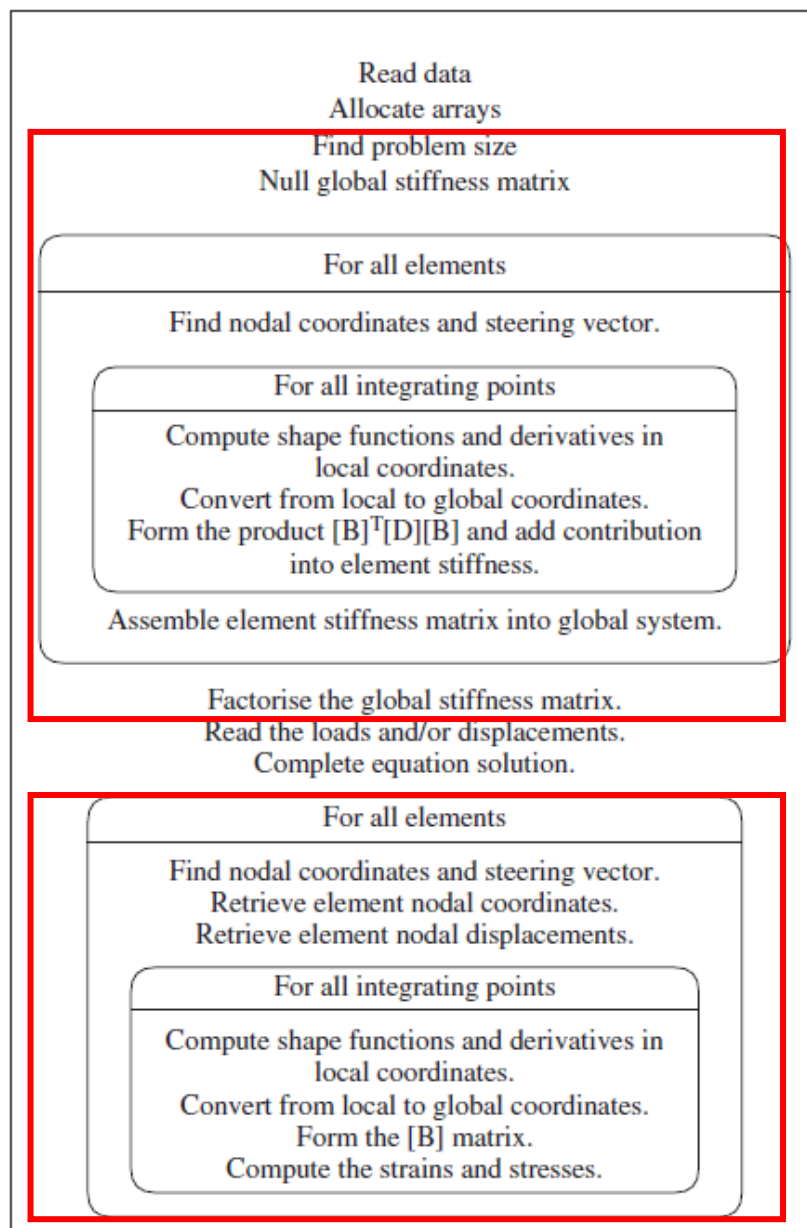 Read data
Allocate arrays
Find problem size
Null global stiffness matrix
For all elements
Find nodal coordinates and steering vector.
For all integrating points
Compute shape functions and derivatives in
local coordinates.
Convert from local to global coordinates.
Form the product [B]ᵀ[D][B] and add contribution
into element stiffness.
Assemble element stiffness matrix into global system.
Factorise the global stiffness matrix.
Read the loads and/or displacements.
Complete equation solution.
For all elements
Find nodal coordinates and steering vector.
Retrieve element nodal coordinates.
Retrieve element nodal displacements.
For all integrating points
Compute shape functions and derivatives in
local coordinates.
Convert from local to global coordinates.
Form the [B] matrix.
Compute the strains and stresses.